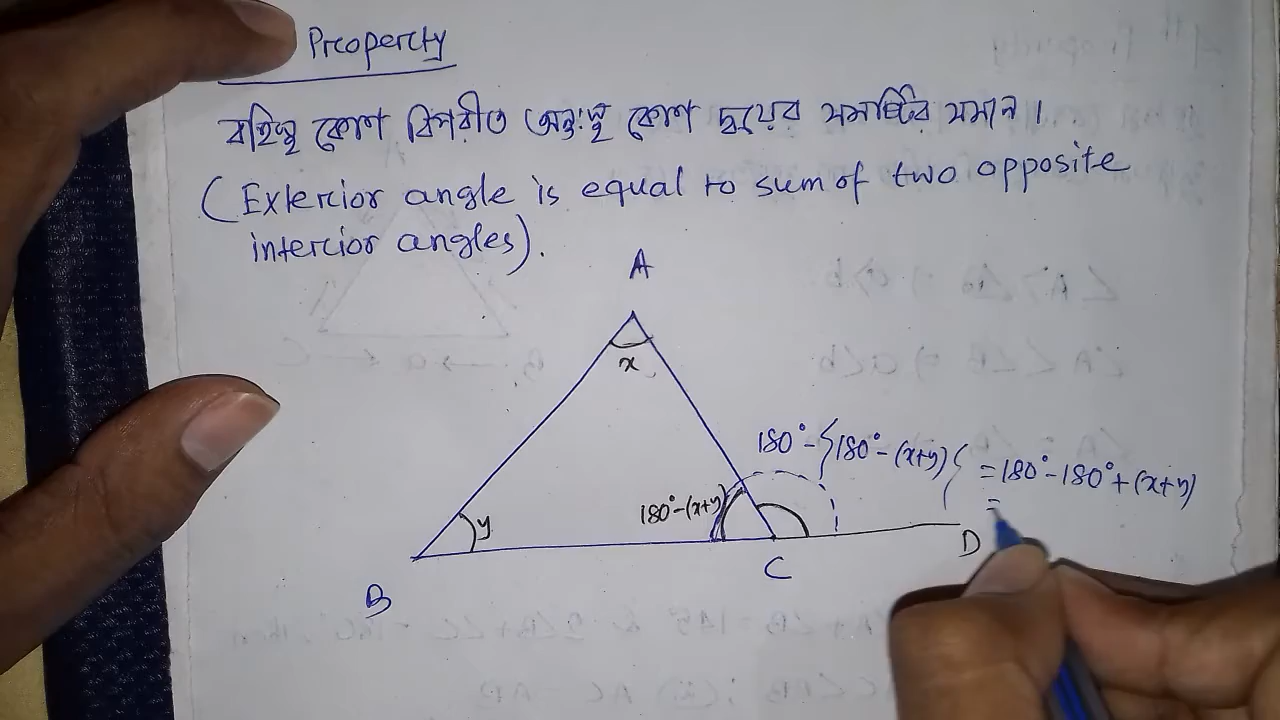 Property
বহিঃস্থ কোণ বিপরীত অন্তঃস্থ কোণ দ্বয়ের সমষ্টির সমান।
(Exterior angle is equal to sum of two opposite
interior angles).
A
x
180°-{180°-(x+y)} = 180°-180°+(x+y)
=
180°-(x+y)
y
D
C
B